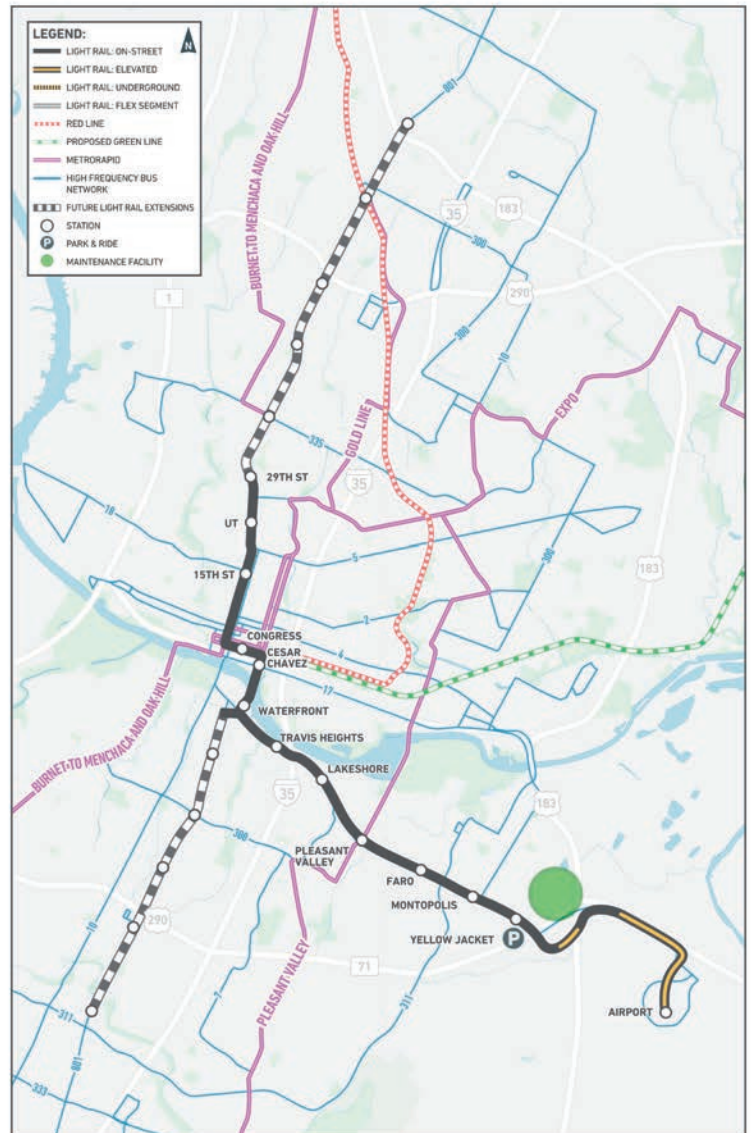 LEGEND:
N
LIGHT RAIL: ON-STREET
LIGHT RAIL: ELEVATED
LIGHT RAIL: UNDERGROUND
LIGHT RAIL: FLEX SEGMENT
RED LINE
PROPOSED GREEN LINE
METRORAPID
HIGH FREQUENCY BUS
NETWORK
FUTURE LIGHT RAIL EXTENSIONS
STATION
P
PARK & RIDE
MAINTENANCE FACILITY
801
BURNET TO MENCHACA AND OAK HILL
35
183
300
290
1
300
10
EXPO
GOLD LINE
335
35
29TH ST
UT
18
5
300
183
15TH ST
2
CONGRESS
4
CESAR
CHAVEZ
17
WATERFRONT
BURNET TO MENCHACA AND OAK HILL
TRAVIS HEIGHTS
LAKESHORE
35
183
300
PLEASANT
VALLEY
FARO
MONTOPOLIS
290
10
YELLOW JACKET
P
71
7
PLEASANT VALLEY
311
AIRPORT
311
801
333